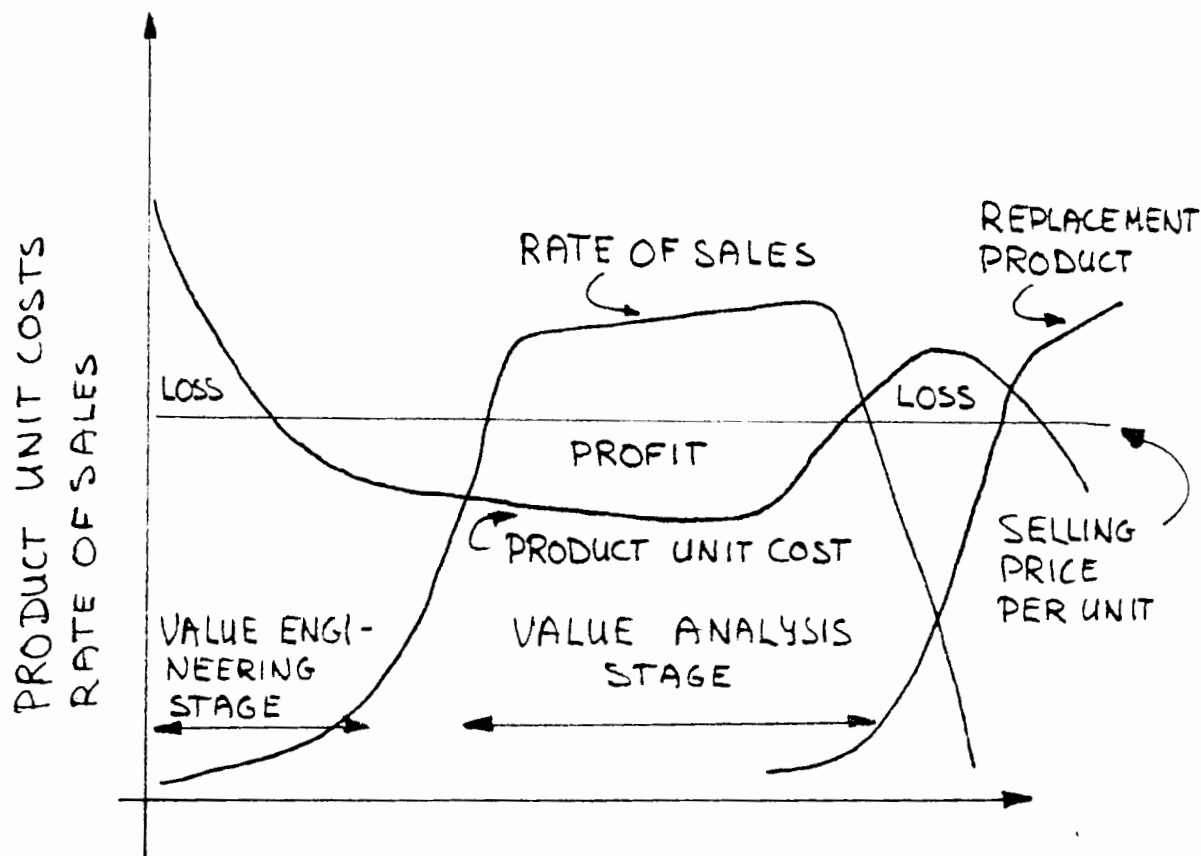 PRODUCT UNIT COSTS
RATE OF SALES
RATE OF SALES
REPLACEMENT
PRODUCT
LOSS
LOSS
PROFIT
PRODUCT UNIT COST
SELLING
PRICE
PER UNIT
VALUE ENGI-
NEERING
STAGE
VALUE ANALYSIS
STAGE